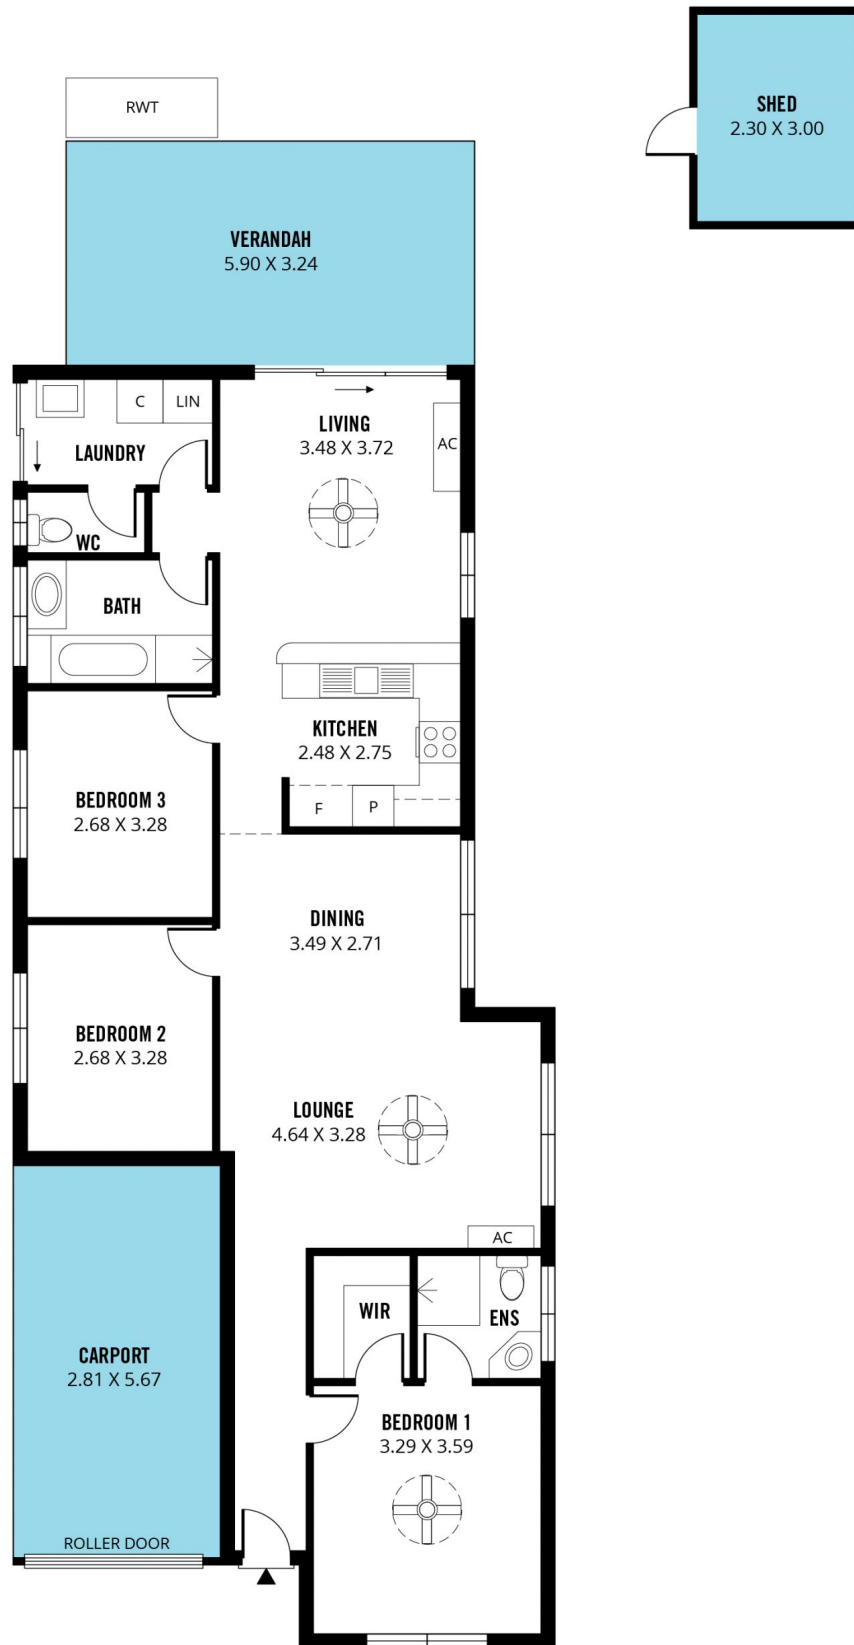 SHED
2.30 X 3.00
RWT
VERANDAH
5.90 X 3.24
C
LIN
LAUNDRY
LIVING
3.48 X 3.72
AC
WC
BATH
KITCHEN
2.48 X 2.75
F
P
BEDROOM 3
2.68 X 3.28
DINING
3.49 X 2.71
BEDROOM 2
2.68 X 3.28
LOUNGE
4.64 X 3.28
AC
WIR
ENS
CARPORT
2.81 X 5.67
BEDROOM 1
3.29 X 3.59
ROLLER DOOR